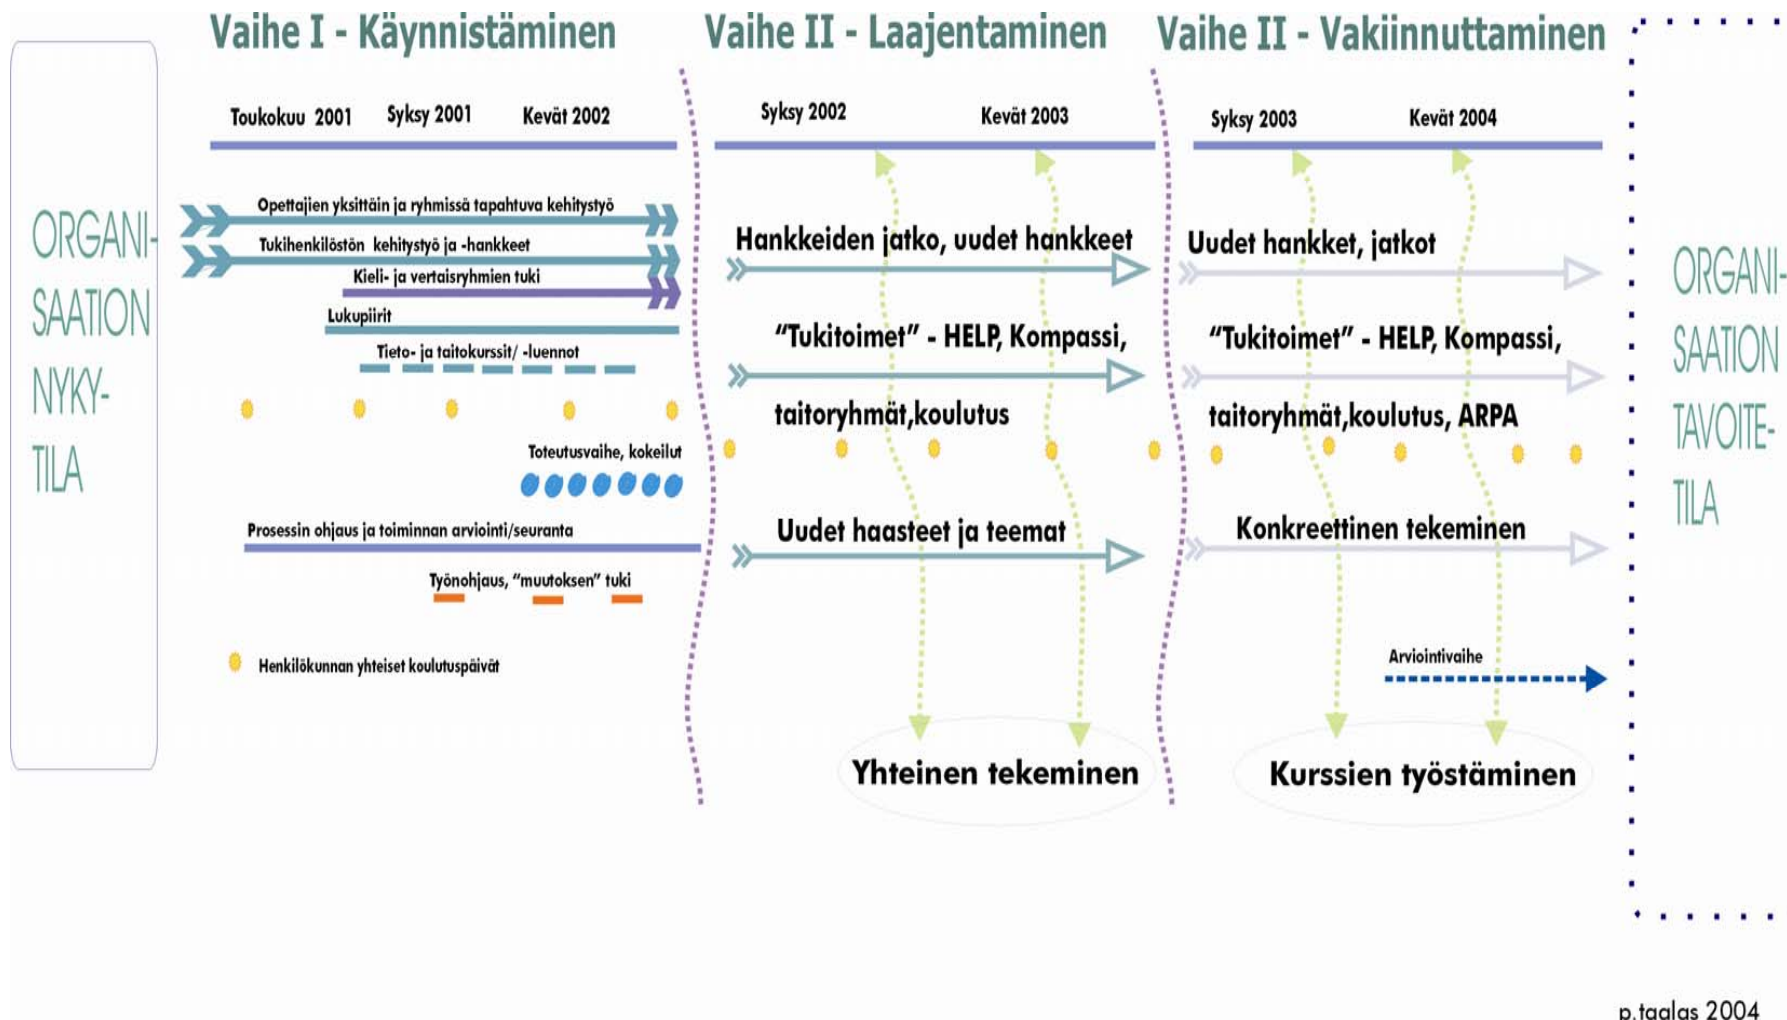 Vaihe I - Käynnistäminen
Vaihe II - Laajentaminen
Vaihe II - Vakiinnuttaminen
ORGANI-
SAATION
NYKY-
TILA
Toukokuu 2001
Syksy 2001
Kevät 2002
Opettajien yksittäin ja ryhmissä tapahtuva kehitystyö
Tukihenkilöstön kehitystyö ja -hankkeet
Kieli- ja vertaisryhmien tuki
Lukupiirit
Tieto- ja taitokurssit/ -luennot
Toteutusvaihe, kokeilut
Prosessin ohjaus ja toiminnan arviointi/seuranta
Työnohjaus, “muutoksen” tuki
Henkilökunnan yhteiset koulutuspäivät
Syksy 2002
Kevät 2003
Hankkeiden jatko, uudet hankkeet
“Tukitoimet” - HELP, Kompassi,
taitoryhmät,koulutus
Uudet haasteet ja teemat
Yhteinen tekeminen
Syksy 2003
Kevät 2004
Uudet hankket, jatkot
“Tukitoimet” - HELP, Kompassi,
taitoryhmät,koulutus, ARPA
Konkreettinen tekeminen
Arviointivaihe
Kurssien työstäminen
ORGANI-
SAATION
TAVOITE-
TILA
p.taalas 2004